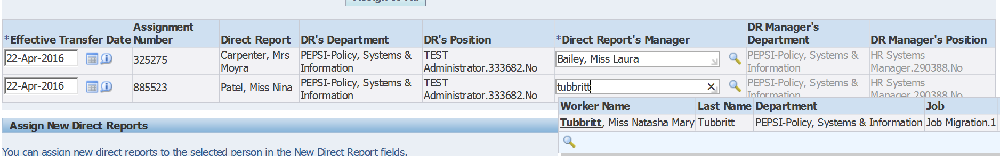 Assign to All
Assignment DR Manager's
*Effective Transfer Date Number Direct Report DR's Department DR's Position *Direct Report's Manager Department DR Manager's Position
22-Apr-2016 325275 Carpenter, Mrs PEPSI-Policy, Systems & TEST Bailey, Miss Laura PEPSI-Policy, Systems & HR Systems
Moyra Information Administrator.333682.No Information Manager.290388.No
22-Apr-2016 885523 Patel, Miss Nina PEPSI-Policy, Systems & TEST tubbritt PEPSI-Policy, Systems & HR Systems
Information Administrator.333682.No Information Manager.290388.No
Worker Name Last Name Department Job
Tubbritt, Miss Natasha Mary Tubbritt PEPSI-Policy, Systems & Information Job Migration.1
Assign New Direct Reports
You can assign new direct reports to the selected person in the New Direct Report fields.